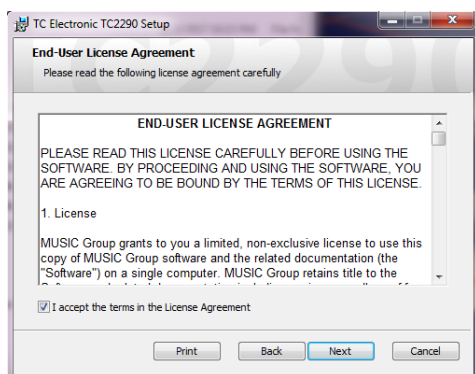 TC Electronic TC2290 Setup
End-User License Agreement
Please read the following license agreement carefully
END-USER LICENSE AGREEMENT
PLEASE READ THIS LICENSE CAREFULLY BEFORE USING THE
SOFTWARE. BY PROCEEDING AND USING THE SOFTWARE, YOU
ARE AGREEING TO BE BOUND BY THE TERMS OF THIS LICENSE.
1. License
MUSIC Group grants to you a limited, non-exclusive license to use this
copy of MUSIC Group software and the related documentation (the
"Software") on a single computer. MUSIC Group retains title to the
I accept the terms in the License Agreement
Print Back Next Cancel